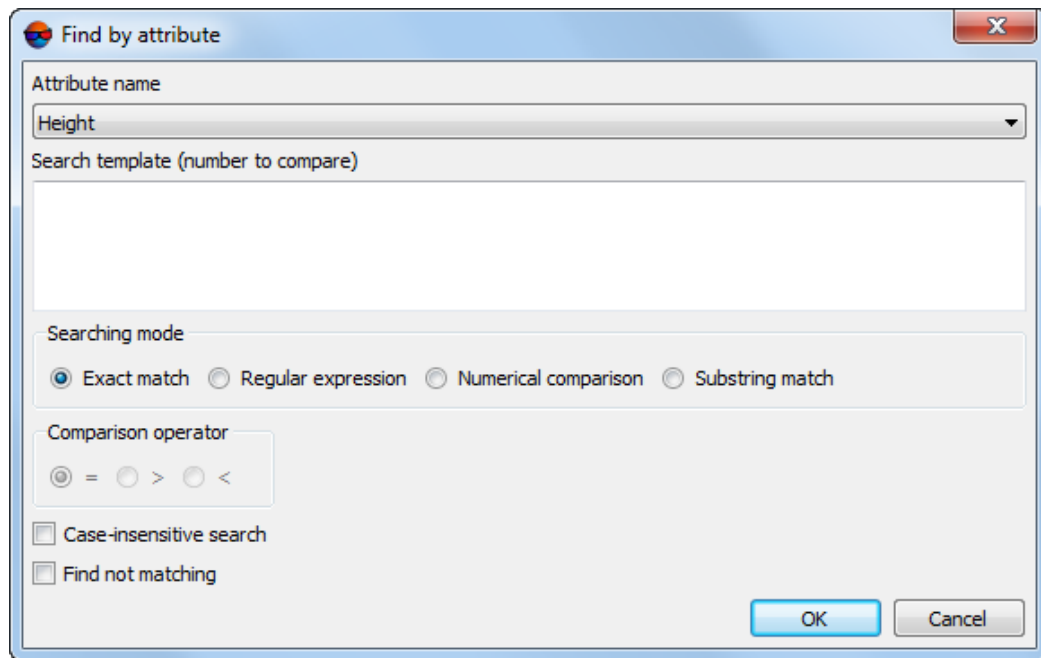 Find by attribute
Attribute name
Height
Search template (number to compare)
Searching mode
Exact match Regular expression Numerical comparison Substring match
Comparison operator
= > <
Case-insensitive search
Find not matching
OK Cancel